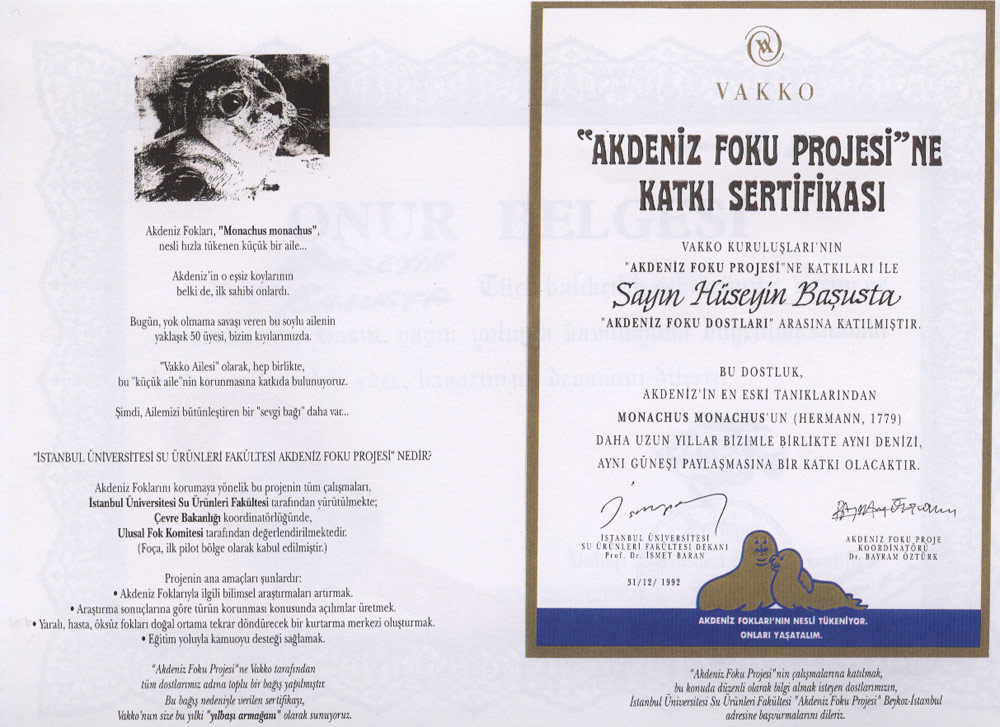 Akdeniz Fokları, "Monachus monachus",
nesli hızla tükenen küçük bir aile...
Akdeniz'in o eşsiz koylarının
belki de, ilk sahibi onlardı.
Bugün, yok olmama savaşı veren bu soylu ailenin
yaklaşık 50 üyesi, bizim kıyılarımızda.
"Vakko Ailesi" olarak, hep birlikte,
bu "küçük aile"nin korunmasına katkıda bulunuyoruz.
Şimdi, Ailemizi bütünleştiren bir "sevgi bağı" daha var...
"İSTANBUL ÜNİVERSİTESİ SU ÜRÜNLERİ FAKÜLTESİ AKDENİZ FOKU PROJESİ" NEDİR?
Akdeniz Foklarını korumaya yönelik bu projenin tüm çalışmaları,
İstanbul Üniversitesi Su Ürünleri Fakültesi tarafından yürütülmekte;
Çevre Bakanlığı koordinatörlüğünde,
Ulusal Fok Komitesi tarafından değerlendirilmektedir.
(Foça, ilk pilot bölge olarak kabul edilmiştir.)
Projenin ana amaçları şunlardır:
• Akdeniz Foklarıyla ilgili bilimsel araştırmaları artırmak.
• Araştırma sonuçlarına göre türün korunması konusunda açılımlar üretmek.
• Yaralı, hasta, öksüz fokları doğal ortama tekrar döndürecek bir kurtarma merkezi oluşturmak.
• Eğitim yoluyla kamuoyu desteği sağlamak.
"Akdeniz Foku Projesi"ne Vakko tarafından
tüm dostlarımız adına toplu bir bağış yapılmıştır.
Bu bağış nedeniyle verilen sertifikayı,
Vakko'nun size bu yılki "yılbaşı armağanı" olarak sunuyoruz.
VAKKO
"AKDENİZ FOKU PROJESİ"NE
KATKI SERTİFİKASI
VAKKO KURULUŞLARI'NIN
"AKDENİZ FOKU PROJESİ"NE KATKILARI İLE
Sayın Hüseyin Başusta
"AKDENİZ FOKU DOSTLARI" ARASINA KATILMIŞTIR.
BU DOSTLUK,
AKDENİZ'İN EN ESKİ TANIKLARINDAN
MONACHUS MONACHUS'UN (HERMANN, 1779)
DAHA UZUN YILLAR BİZİMLE BİRLİKTE AYNI DENİZİ,
AYNI GÜNEŞİ PAYLAŞMASINA BİR KATKI OLACAKTIR.
İSTANBUL ÜNİVERSİTESİ
SU ÜRÜNLERİ FAKÜLTESİ DEKANI
Prof. Dr. İSMET BARAN
31/12/ 1992
AKDENİZ FOKU PROJE
KOORDİNATÖRÜ
Dr. BAYRAM ÖZTÜRK
AKDENİZ FOKLARI'NIN NESLİ TÜKENİYOR.
ONLARI YAŞATALIM.
"Akdeniz Foku Projesi"nin çalışmalarına katılmak,
bu konuda düzenli olarak bilgi almak isteyen dostlarımızın,
İstanbul Üniversitesi Su Ürünleri Fakültesi "Akdeniz Foku Projesi" Beykoz-İstanbul
adresine başvurmalarını dileriz.